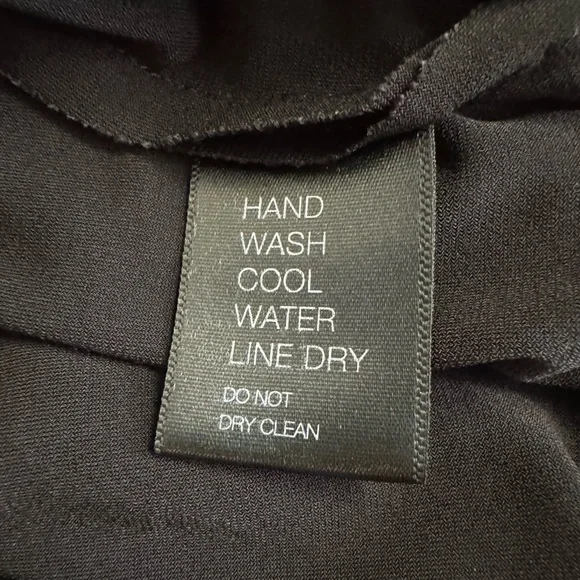 HAND
WASH
COOL
WATER
LINE DRY
DO NOT
DRY CLEAN